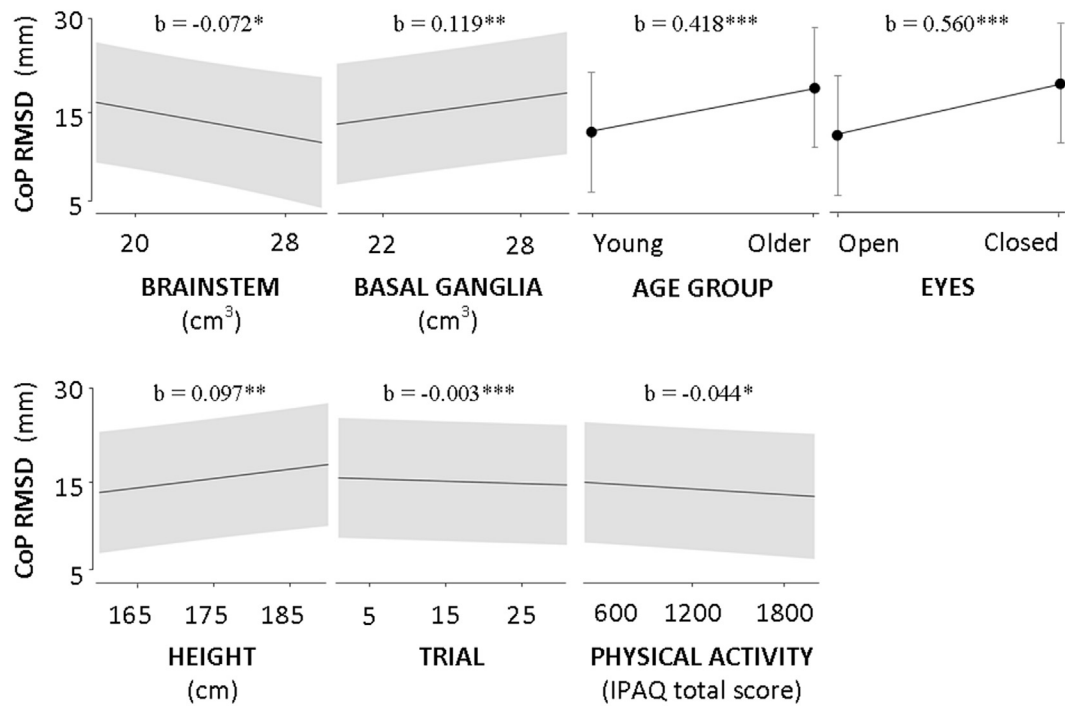 b = -0.072*
b = 0.119**
b = 0.418***
b = 0.560***
CoP RMSD (mm)
30
15
5
20 28
22 28
Young Older
Open Closed
BRAINSTEM
(cm³)
BASAL GANGLIA
(cm³)
AGE GROUP
EYES
b = 0.097**
b = -0.003***
b = -0.044*
CoP RMSD (mm)
30
15
5
165 175 185
5 15 25
600 1200 1800
HEIGHT
(cm)
TRIAL
PHYSICAL ACTIVITY
(IPAQ total score)